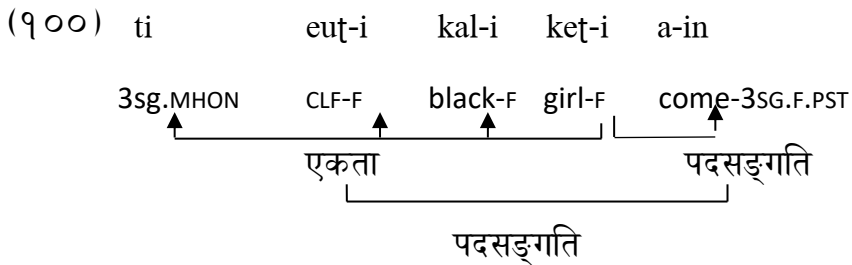 (१००) ti euʈ-i kal-i keʈ-i a-in
3sg.MHON CLF-F black-F girl-F come-3SG.F.PST
एकता पदसङ्गति
पदसङ्गति